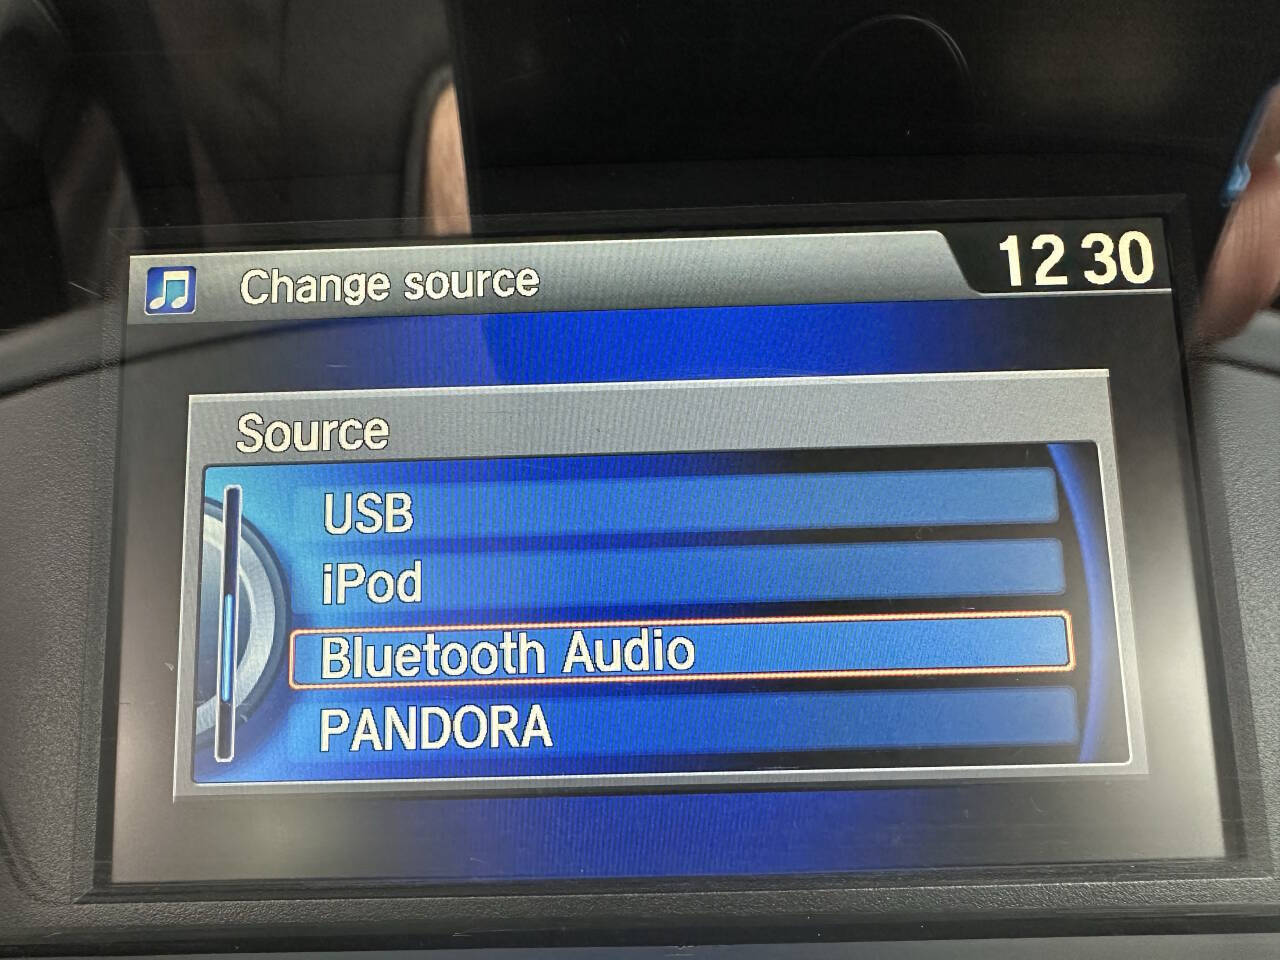 Change source
12 30
Source
USB
iPod
Bluetooth Audio
PANDORA